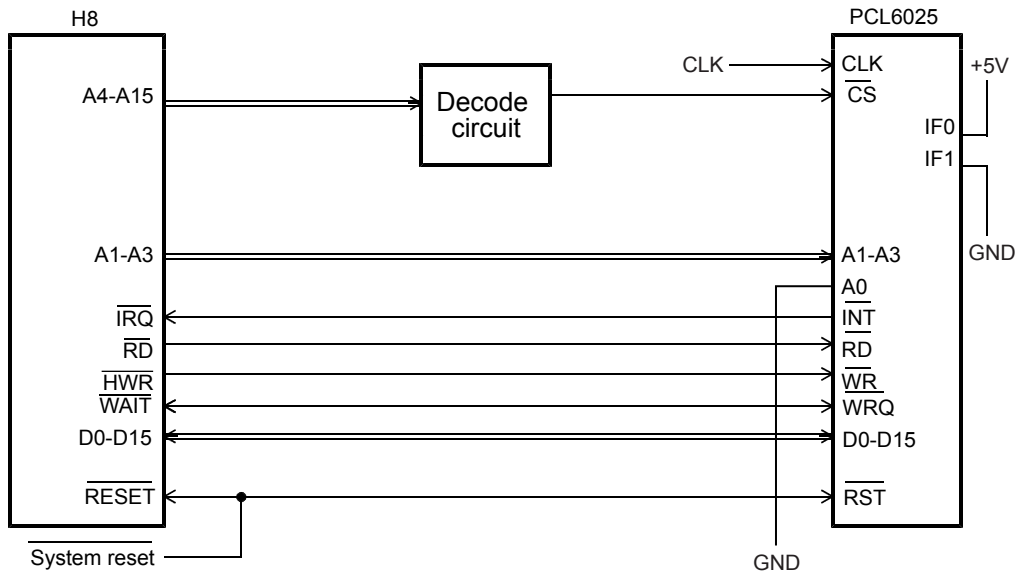 H8
PCL6025
A4-A15
Decode
circuit
CLK
CLK
CS
+5V
IF0
IF1
GND
A1-A3
A1-A3
A0
IRQ
INT
RD
RD
HWR
WR
WAIT
WRQ
D0-D15
D0-D15
RESET
RST
System reset
GND